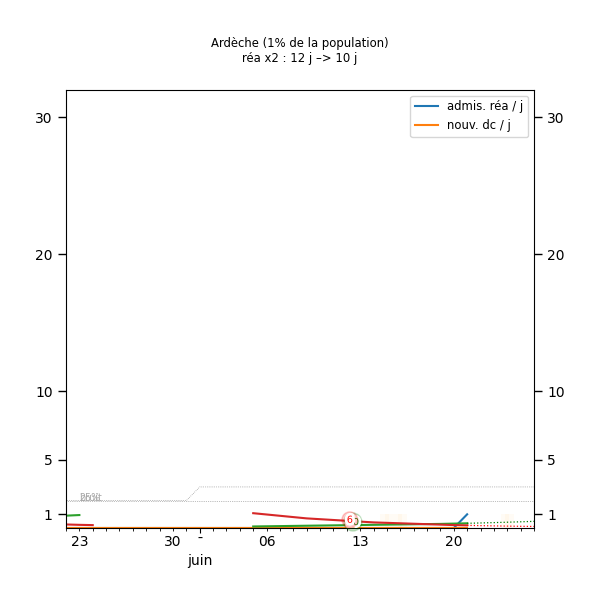 Ardèche (1% de la population)
réa x2 : 12 j –> 10 j
admis. réa / j
nouv. dc / j
30 30
20 20
10 10
5 5
1 1
6
23 30 - 06 13 20
juin